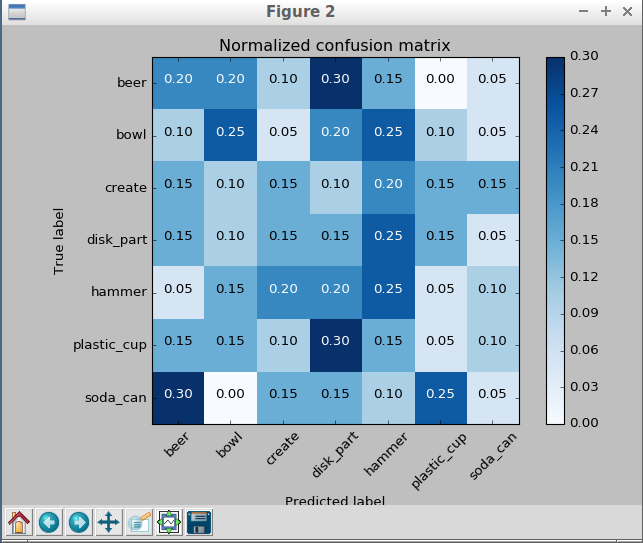 Figure 2
Normalized confusion matrix
beer 0.20 0.20 0.10 0.30 0.15 0.00 0.05
bowl 0.10 0.25 0.05 0.20 0.25 0.10 0.05
create 0.15 0.10 0.15 0.10 0.20 0.15 0.15
disk_part 0.15 0.10 0.15 0.15 0.25 0.15 0.05
hammer 0.05 0.15 0.20 0.20 0.25 0.05 0.10
plastic_cup 0.15 0.15 0.10 0.30 0.15 0.05 0.10
soda_can 0.30 0.00 0.15 0.15 0.10 0.25 0.05
True label
beer bowl create disk_part hammer plastic_cup soda_can
Predicted label
0.30
0.27
0.24
0.21
0.18
0.15
0.12
0.09
0.06
0.03
0.00